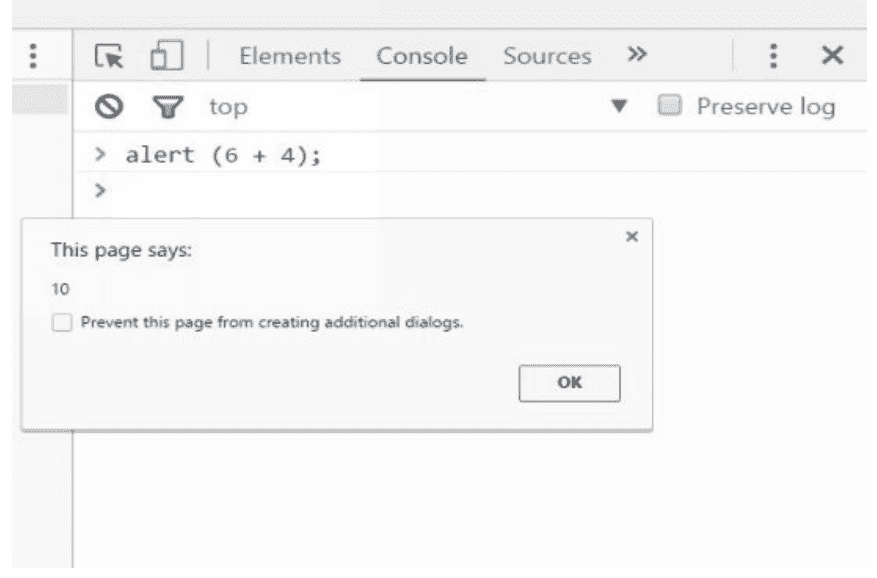 Elements Console Sources »
top ▼ Preserve log
> alert (6 + 4);
>
This page says:
10
Prevent this page from creating additional dialogs.
OK